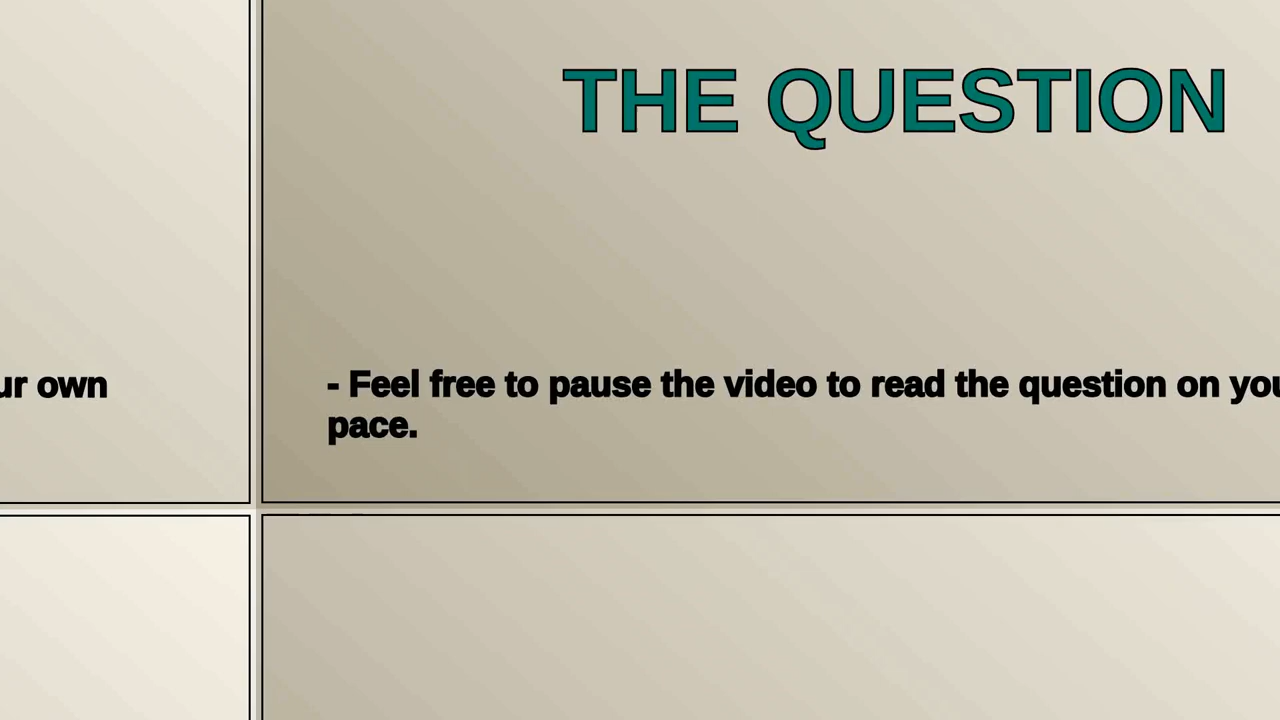 THE QUESTION
ur own
- Feel free to pause the video to read the question on you
pace.